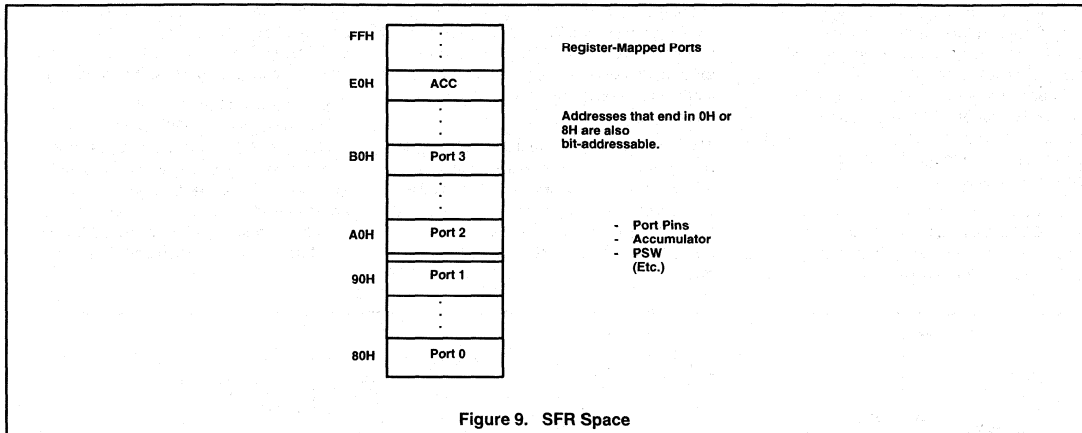 FFH
Register-Mapped Ports
E0H ACC
Addresses that end in 0H or
8H are also
bit-addressable.
B0H Port 3
A0H Port 2
- Port Pins
- Accumulator
- PSW
(Etc.)
90H Port 1
80H Port 0
Figure 9. SFR Space